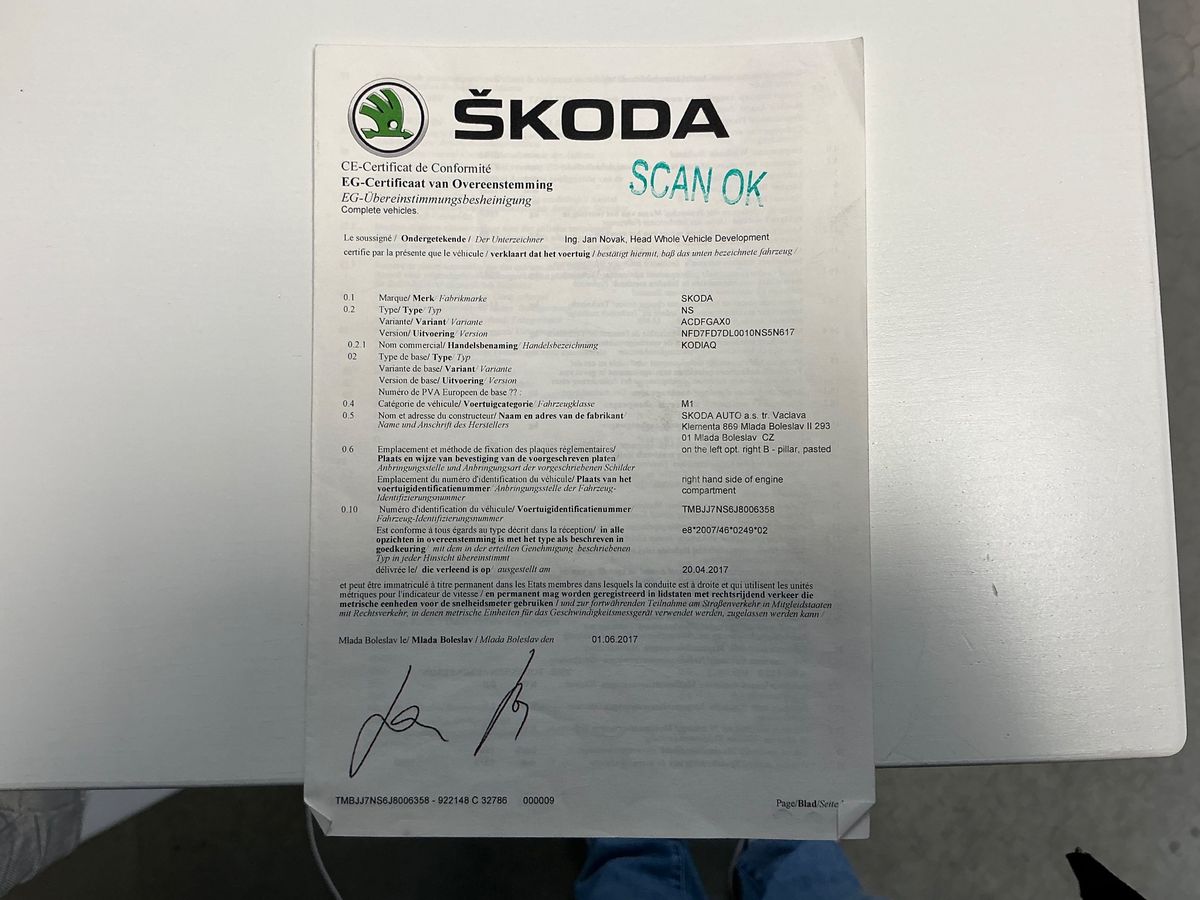 ŠKODA
CE-Certificat de Conformité
EG-Certificaat van Overeenstemming
EG-Übereinstimmungsbesheinigung
Complete vehicles.
SCAN OK
Le soussigné / Ondergetekende / Der Unterzeichner Ing. Jan Novak, Head Whole Vehicle Development
certifie par la présente que le véhicule / verklaart dat het voertuig / bestätigt hiermit, baß das unten bezeichnete fahrzeug /
0.1 Marque/ Merk/ Fabrikmarke SKODA
0.2 Type/ Type/ Typ NS
Variante/ Variant/ Variante ACDFGAX0
Version/ Uitvoering/ Version NFD7FD7DL0010NS5N617
0.2.1 Nom commercial/ Handelsbenaming/ Handelsbezeichnung KODIAQ
02 Type de base/ Type/ Typ
Variante de base/ Variant/ Variante
Version de base/ Uitvoering/ Version
Numéro de PVA Europeen de base ?? :
0.4 Catégorie de véhicule/ Voertuigcategorie/ Fahrzeugklasse M1
0.5 Nom et adresse du constructeur/ Naam en adres van de fabrikant/ SKODA AUTO a.s. tr. Vaclava
Name und Anschrift des Herstellers Klementa 869 Mlada Boleslav II 293
01 Mlada Boleslav CZ
0.6 Emplacement et méthode de fixation des plaques réglementaires/ on the left opt. right B - pillar, pasted
Plaats en wijze van bevestiging van de voorgeschreven platen/
Anbringungsstelle und Anbringungsart der vorgeschriebenen Schilder
Emplacement du numéro d'identification du véhicule/ Plaats van het right hand side of engine
voertuigidentificatienummer/ Anbringungsstelle der Fahrzeug- compartment
Identifizierungsnummer
0.10 Numéro d'identification du véhicule/ Voertuigidentificatienummer TMBJJ7NS6J8006358
Fahrzeug-Identifizierungsnummer
Est conforme à tous égards au type décrit dans la réception/ in alle e8*2007/46*0249*02
opzichten in overeenstemming is met het type als beschreven in
goedkeuring/ mit dem in der erteilten Genehmigung beschriebenen
Typ in jeder Hinsicht übereinstimmt
délivrée le/ die verleend is op/ ausgestellt am 20.04.2017
et peut être immatriculé à titre permanent dans les Etats membres dans lesquels la conduite est à droite et qui utilisent les unités
métriques pour l'indicateur de vitesse / en permanent mag worden geregistreerd in lidstaten met rechtsrijdend verkeer die
metrische eenheden voor de snelheidsmeter gebruiken / und zur fortwährenden Teilnahme am Straßenverkehr in Mitgliedstaaten
mit Rechtsverkehr, in denen metrische Einheiten für das Geschwindigkeitsmessgerät verwendet werden, zugelassen werden kann /
Mlada Boleslav le/ Mlada Boleslav / Mlada Boleslav den 01.06.2017
TMBJJ7NS6J8006358 - 922148 C 32786 000009
Page/Blad/Seite